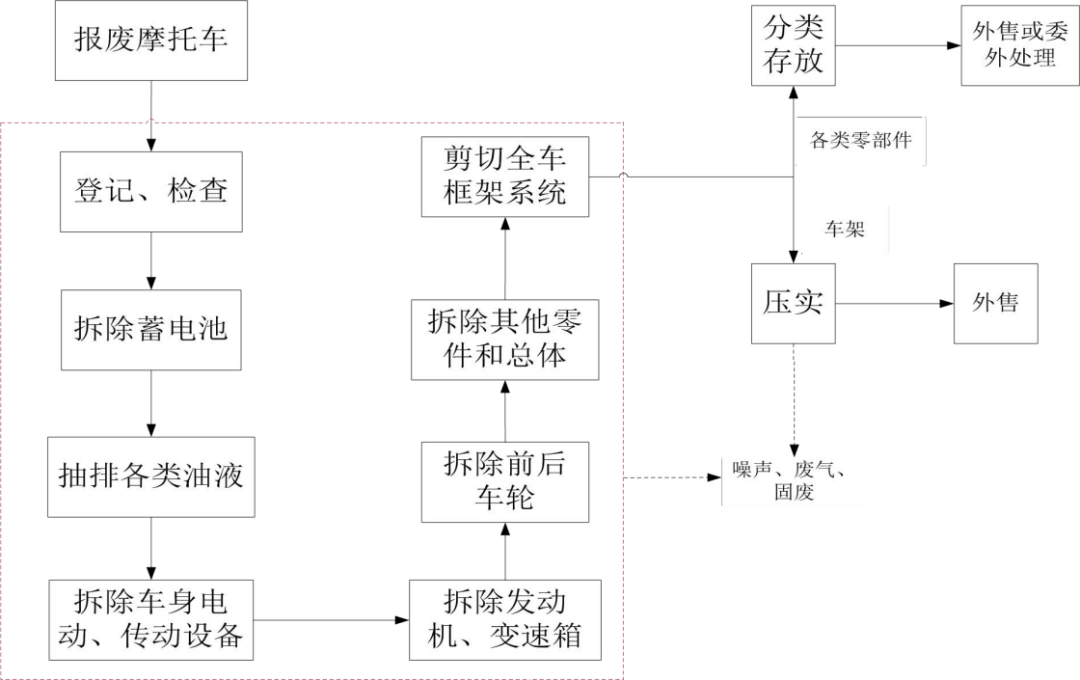 报废摩托车
登记、检查
拆除蓄电池
抽排各类油液
拆除车身电
动、传动设备
拆除发动
机、变速箱
拆除前后
车轮
拆除其他零
件和总体
剪切全车
框架系统
各类零部件
分类
存放
外售或委
外处理
车架
压实
外售
噪声、废气、
固废